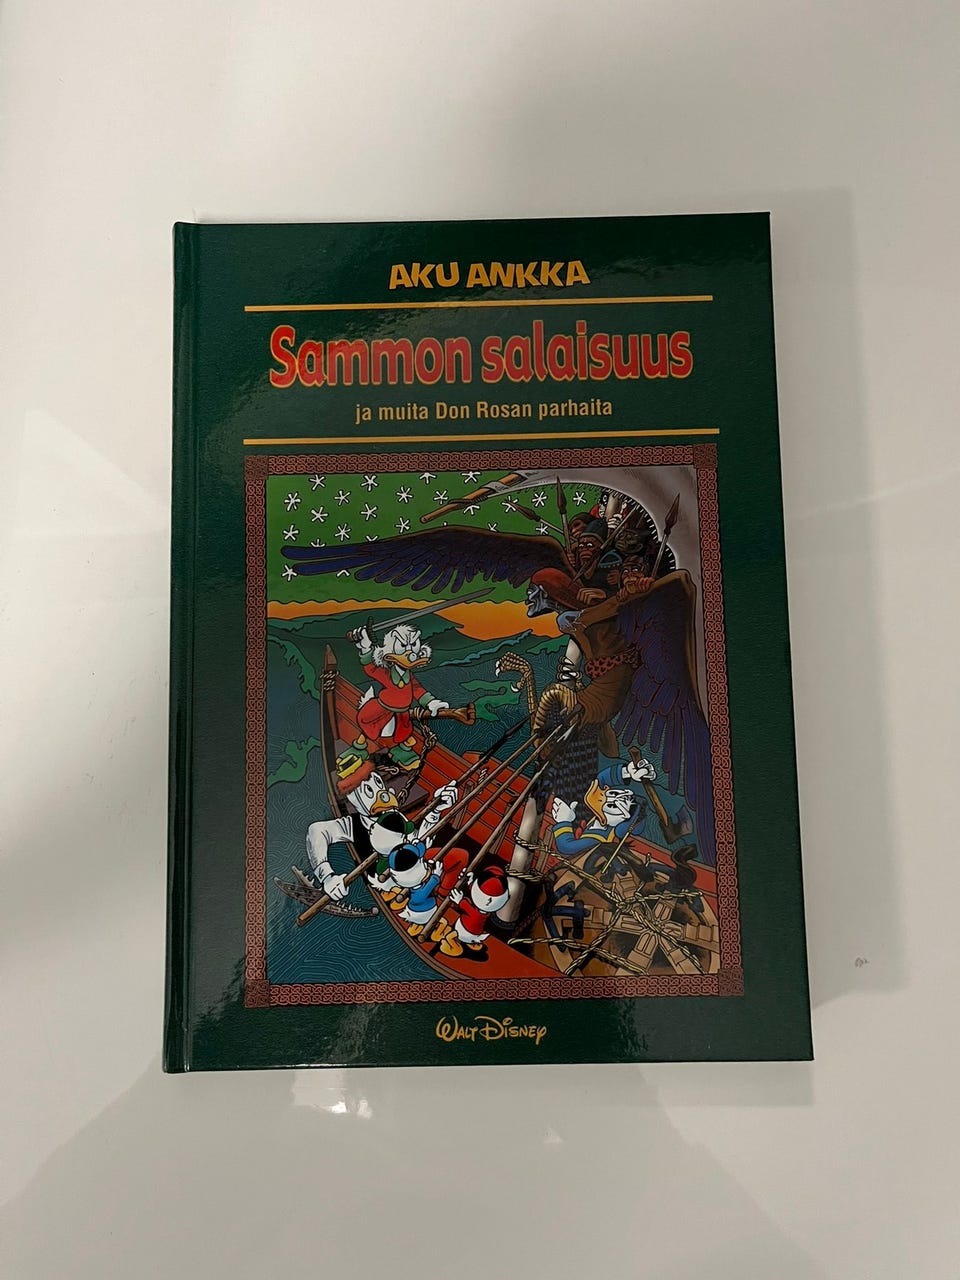 AKU ANKKA
Sammon salaisuus
ja muita Don Rosan parhaita
WALT DISNEY